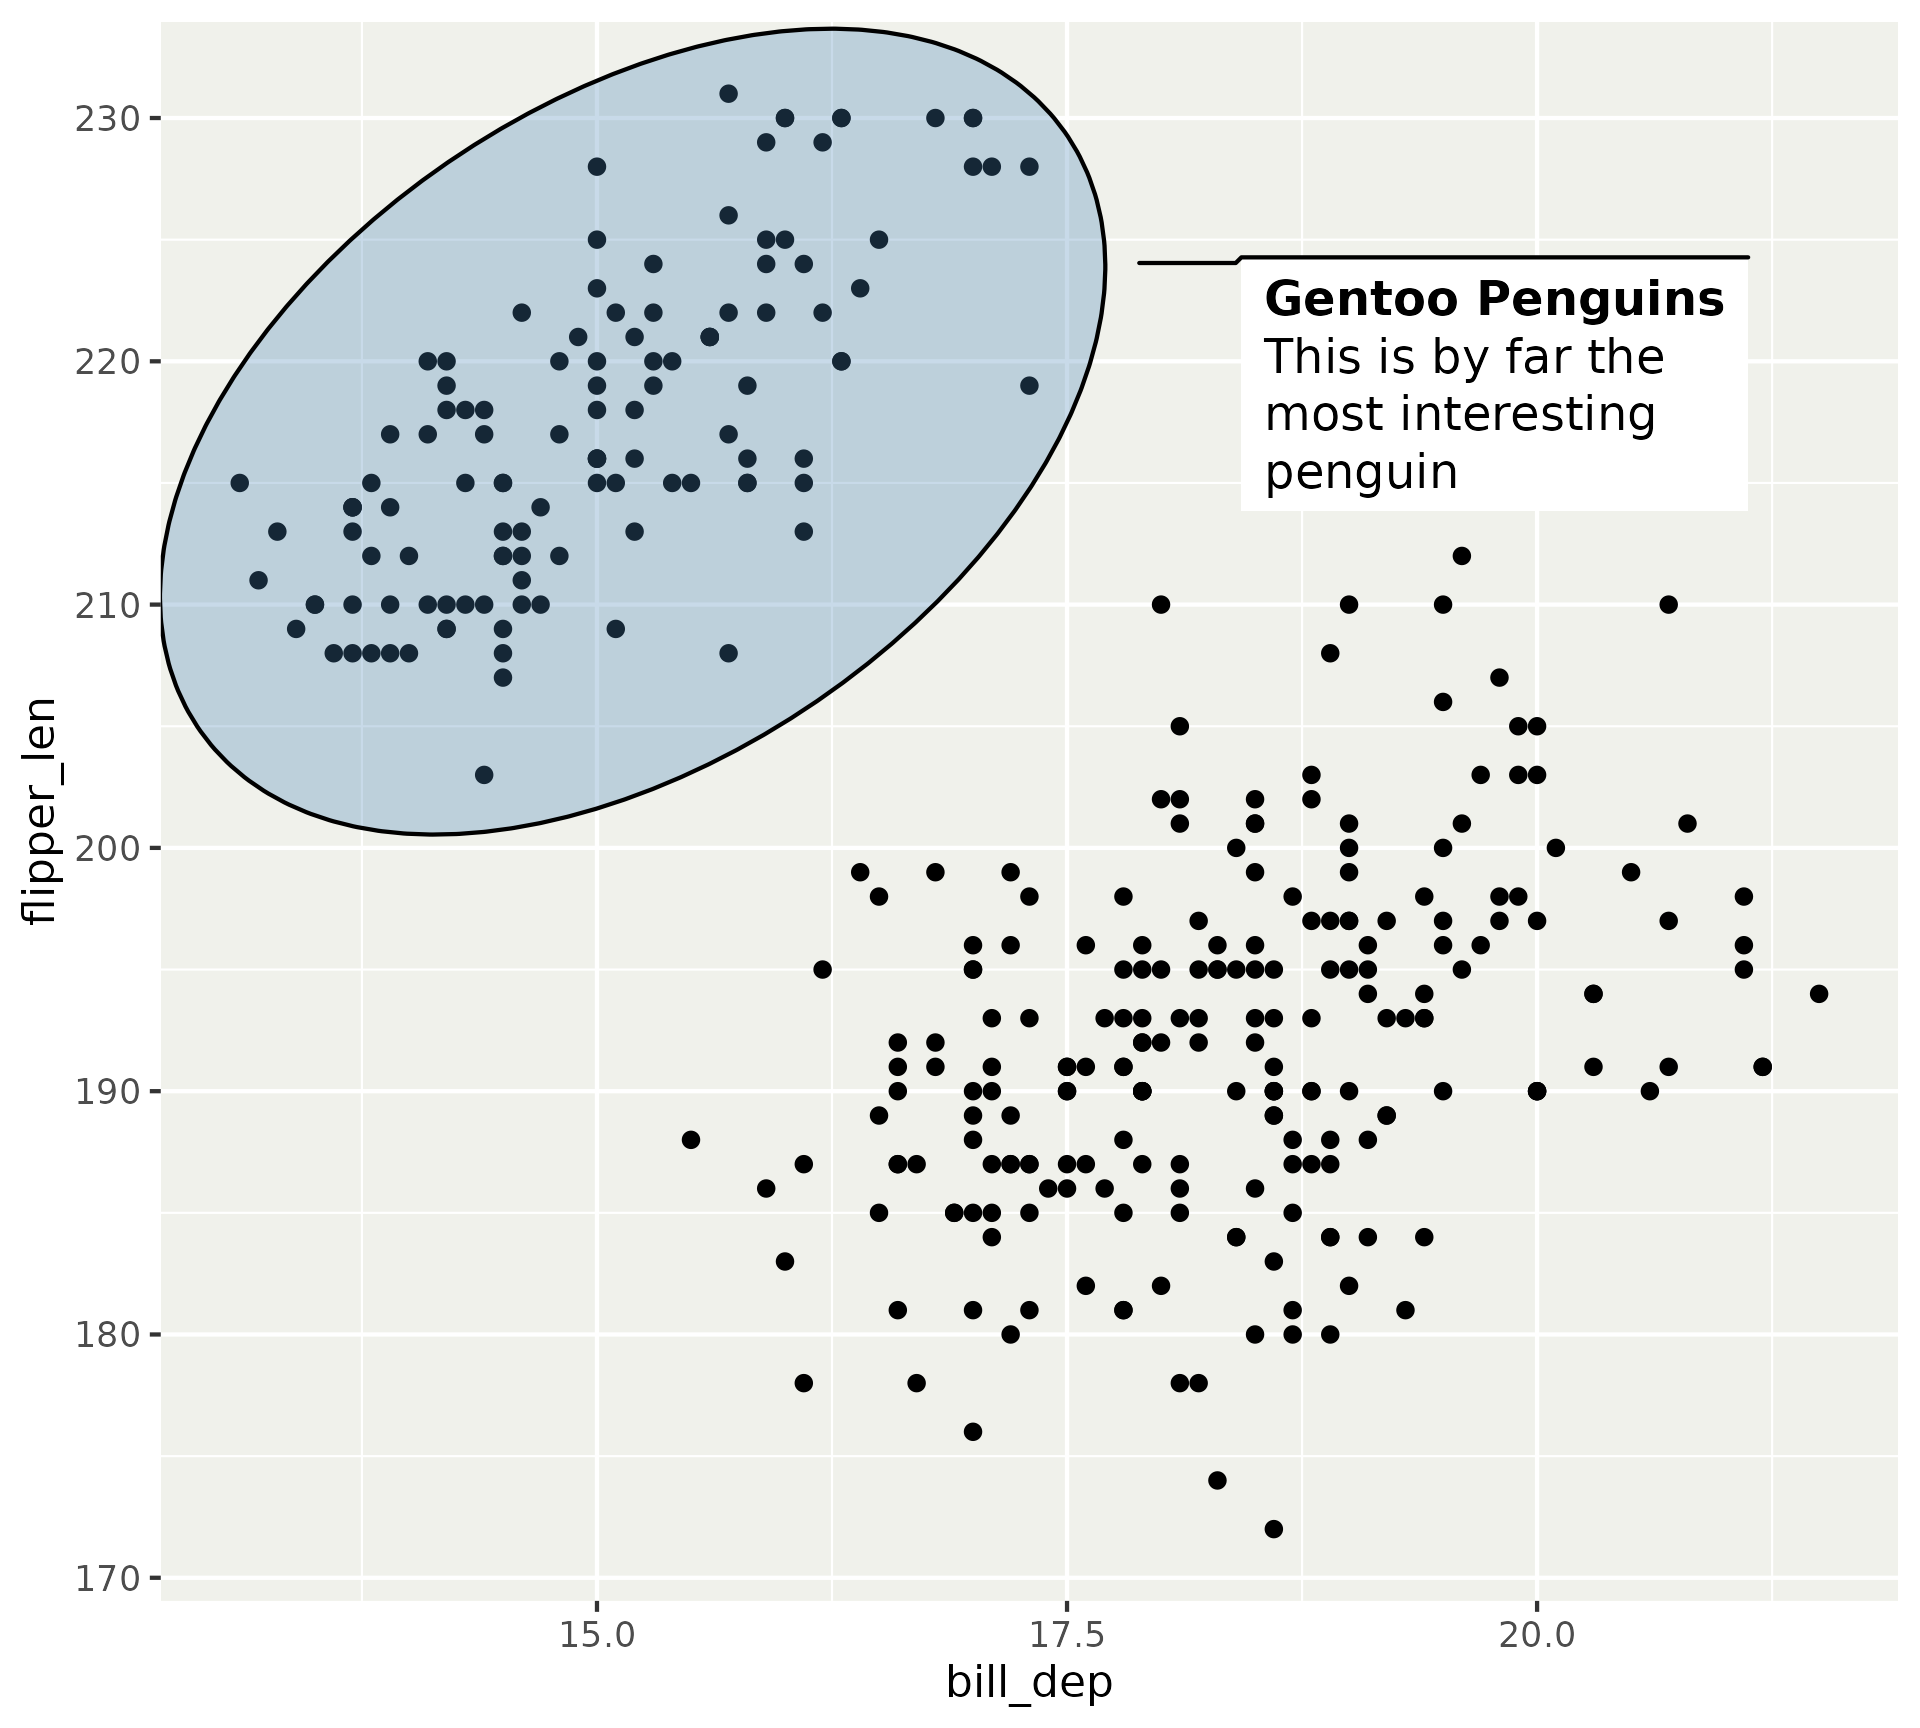 230
220
210
200
190
180
170
flipper_len
Gentoo Penguins
This is by far the
most interesting
penguin
15.0
17.5
20.0
bill_dep